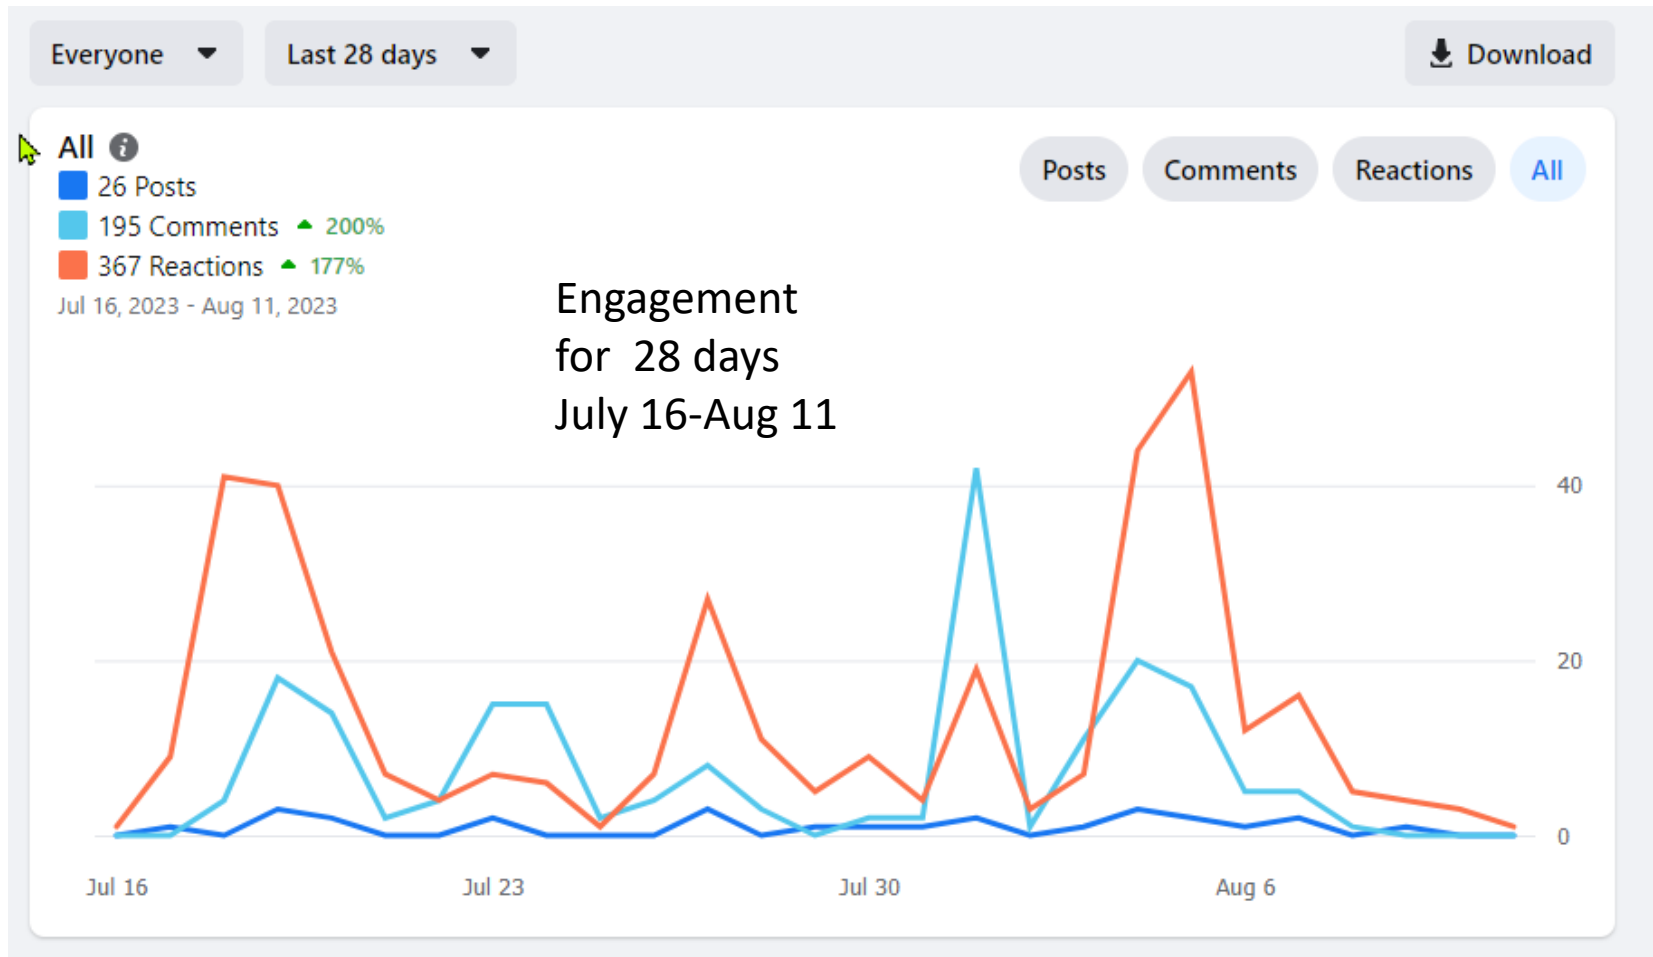 Everyone
Last 28 days
Download
All
Posts
Comments
Reactions
All
26 Posts
195 Comments 200%
367 Reactions 177%
Jul 16, 2023 - Aug 11, 2023
Engagement
for 28 days
July 16-Aug 11
40
20
0
Jul 16
Jul 23
Jul 30
Aug 6